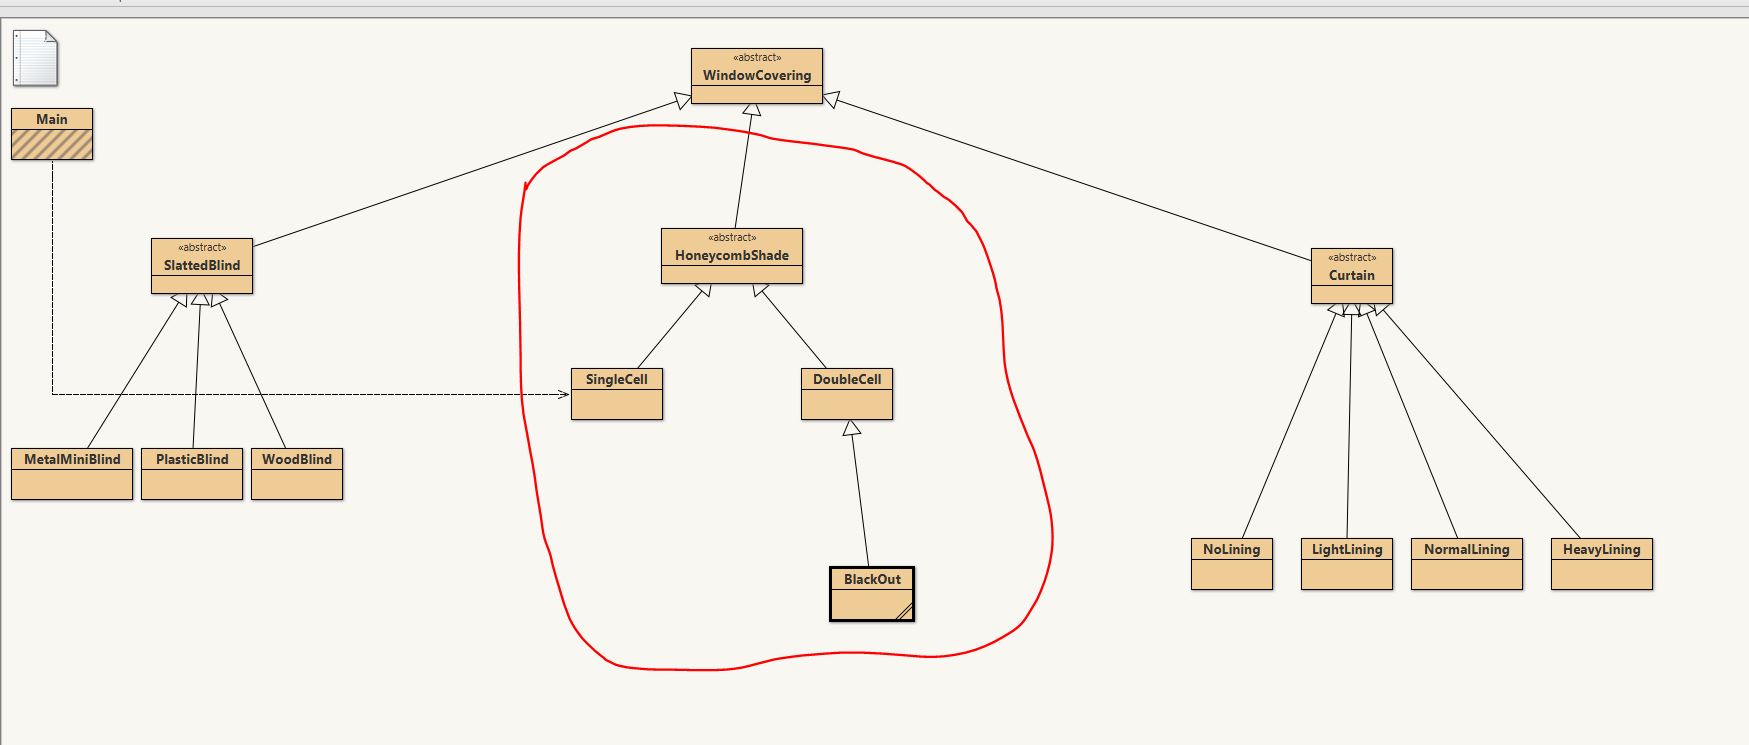 «abstract»
WindowCovering
Main
«abstract»
SlattedBlind
«abstract»
HoneycombShade
«abstract»
Curtain
SingleCell
DoubleCell
MetalMiniBlind
PlasticBlind
WoodBlind
BlackOut
NoLining
LightLining
NormalLining
HeavyLining